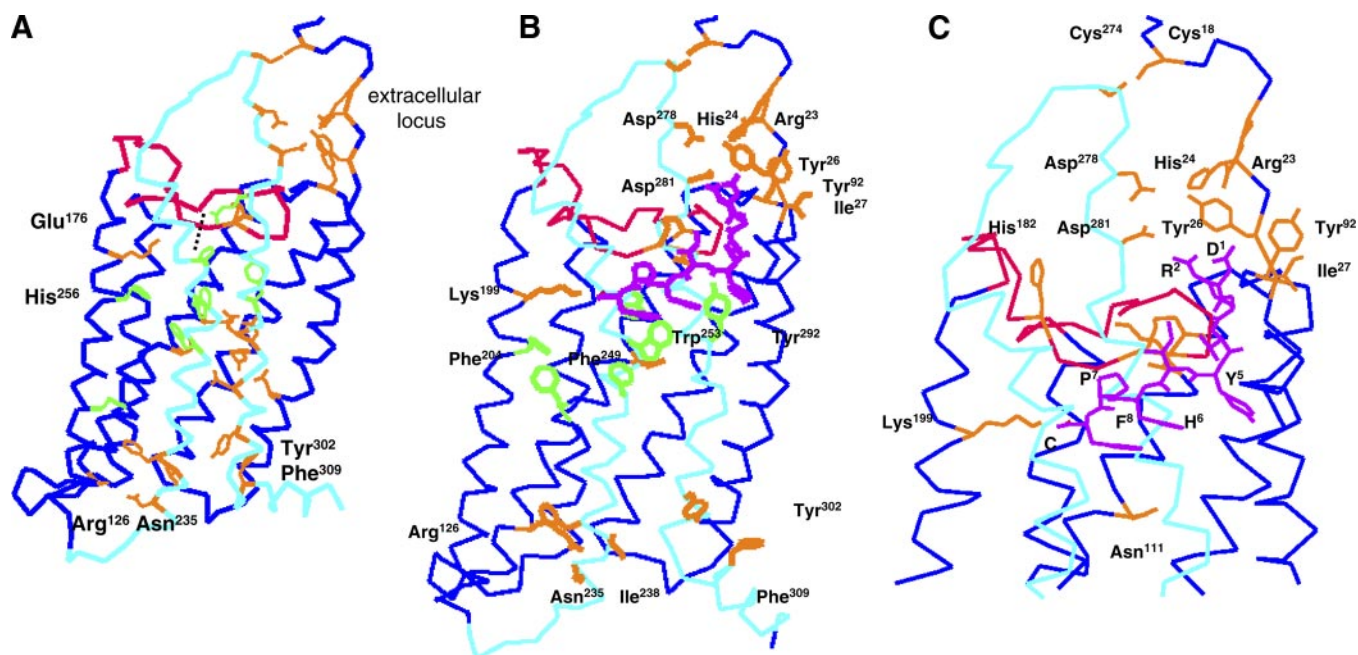 A
extracellular
locus
Glu176
His256
Tyr302
Phe309
Arg126 Asn235
B
Asp278 His24 Arg23
Tyr26
Asp281
Tyr92
Ile27
Lys199
Trp253 Tyr292
Phe204 Phe249
Tyr302
Arg126
Asn235 Ile238 Phe309
C
Cys274 Cys18
Asp278 His24 Arg23
His182 Asp281 Tyr26 Tyr92
D1
R2 Ile27
P7 Y5
Lys199 F8 H6
C
Asn111